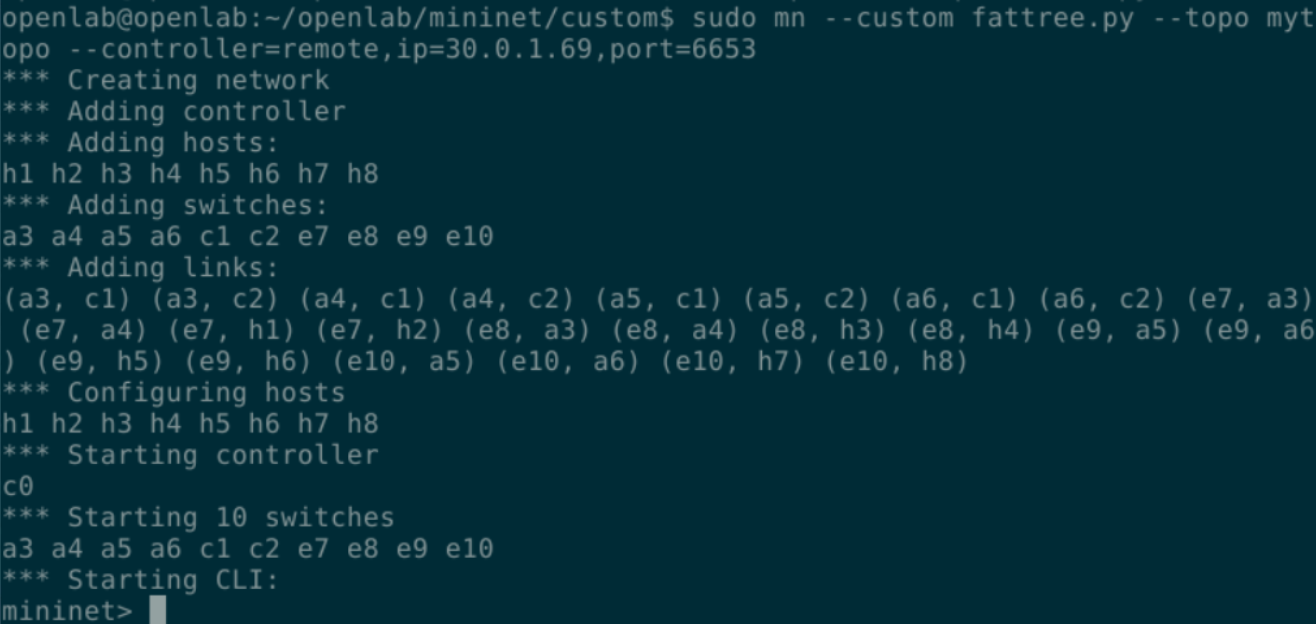 openlab@openlab:~/openlab/mininet/custom$ sudo mn --custom fattree.py --topo myt
opo --controller=remote,ip=30.0.1.69,port=6653
*** Creating network
*** Adding controller
*** Adding hosts:
h1 h2 h3 h4 h5 h6 h7 h8
*** Adding switches:
a3 a4 a5 a6 c1 c2 e7 e8 e9 e10
*** Adding links:
(a3, c1) (a3, c2) (a4, c1) (a4, c2) (a5, c1) (a5, c2) (a6, c1) (a6, c2) (e7, a3)
 (e7, a4) (e7, h1) (e7, h2) (e8, a3) (e8, a4) (e8, h3) (e8, h4) (e9, a5) (e9, a6
) (e9, h5) (e9, h6) (e10, a5) (e10, a6) (e10, h7) (e10, h8)
*** Configuring hosts
h1 h2 h3 h4 h5 h6 h7 h8
*** Starting controller
c0
*** Starting 10 switches
a3 a4 a5 a6 c1 c2 e7 e8 e9 e10
*** Starting CLI:
mininet>